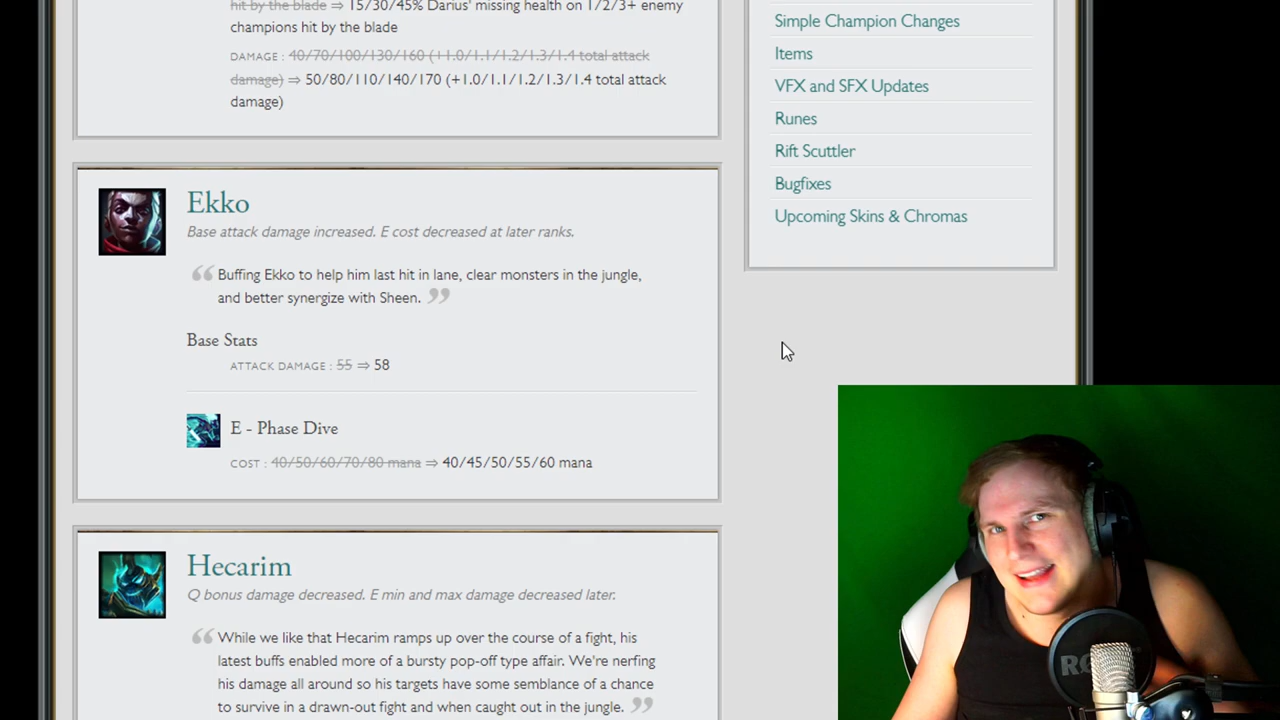 hit by the blade ⇒ 15/30/45% Darius' missing health on 1/2/3+ enemy
champions hit by the blade
DAMAGE : 40/70/100/130/160 (+1.0/1.1/1.2/1.3/1.4 total attack
damage) ⇒ 50/80/110/140/170 (+1.0/1.1/1.2/1.3/1.4 total attack
damage)
Ekko
Base attack damage increased. E cost decreased at later ranks.
“ Buffing Ekko to help him last hit in lane, clear monsters in the jungle,
and better synergize with Sheen. ”
Base Stats
ATTACK DAMAGE : 55 ⇒ 58
E - Phase Dive
COST : 40/50/60/70/80 mana ⇒ 40/45/50/55/60 mana
Hecarim
Q bonus damage decreased. E min and max damage decreased later.
“ While we like that Hecarim ramps up over the course of a fight, his
latest buffs enabled more of a bursty pop-off type affair. We're nerfing
his damage all around so his targets have some semblance of a chance
to survive in a drawn-out fight and when caught out in the jungle. ”
Simple Champion Changes
Items
VFX and SFX Updates
Runes
Rift Scuttler
Bugfixes
Upcoming Skins & Chromas